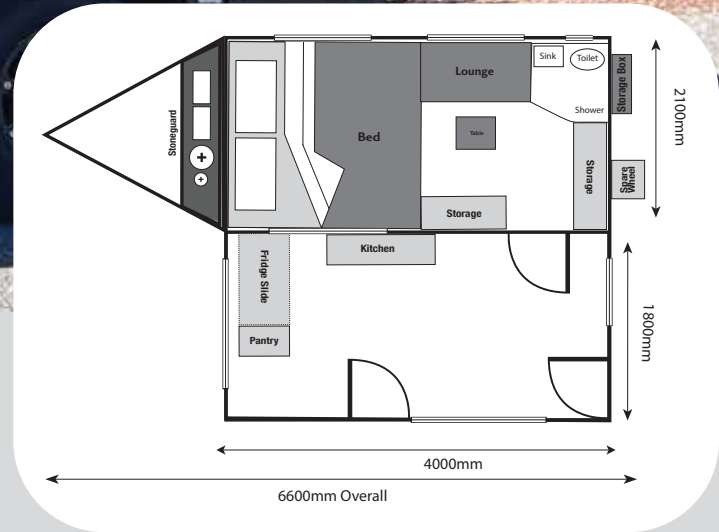 Sink
Toilet
Storage Box
Lounge
Stoneguard
Shower
Table
Bed
2100mm
Storage
Spare
Wheel
Storage
Kitchen
Fridge Slide
1800mm
Pantry
4000mm
6600mm Overall